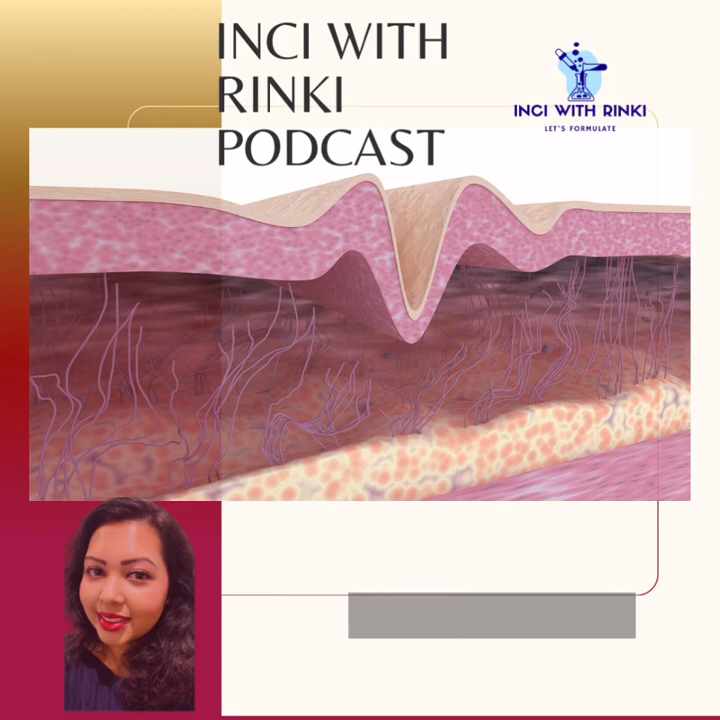 INCI WITH
RINKI
PODCAST
INCI WITH RINKI
LET'S FORMULATE